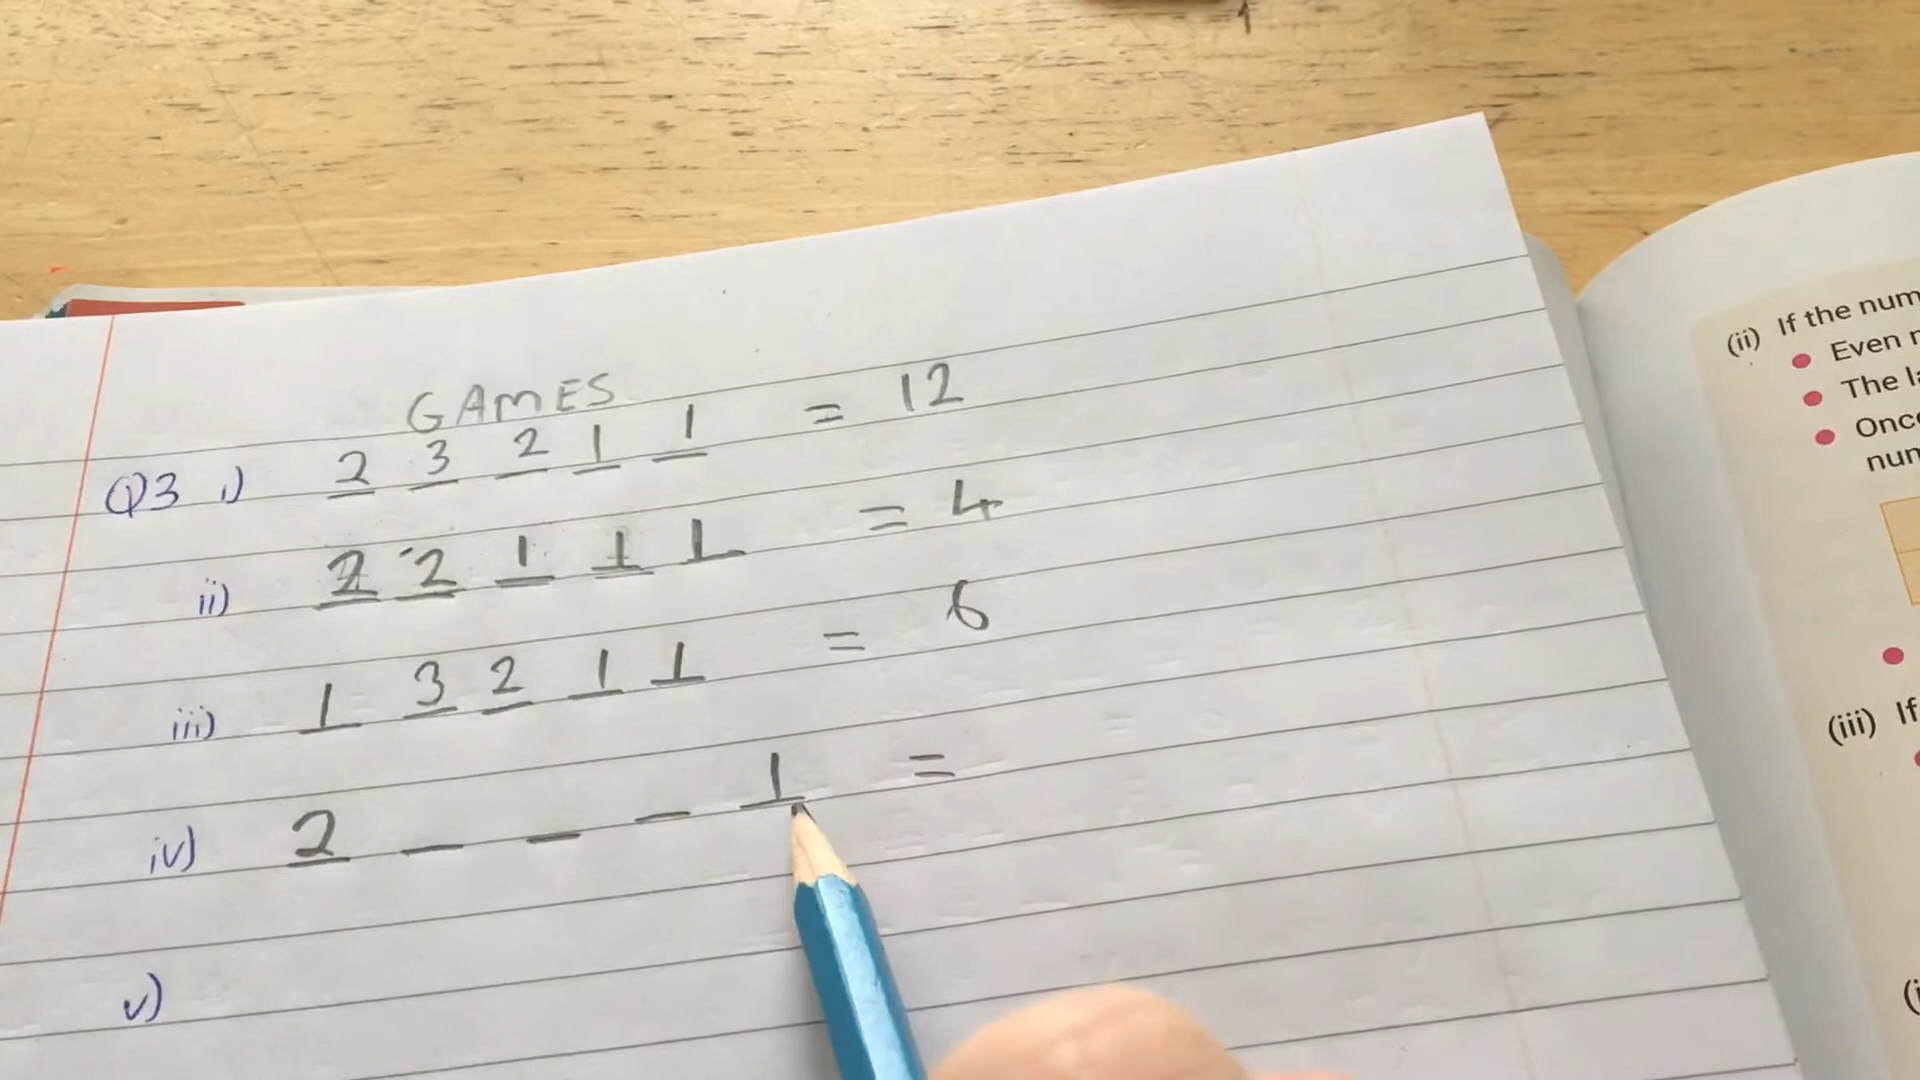 GAMES
Q3 i) 2 3 2 1 1 = 12
ii) 2 2 1 1 1 = 4
iii) 1 3 2 1 1 = 6
iv) 2 _ _ _ 1 =
v)
(ii) If the num
Even
The
Onc
num
(iii) If